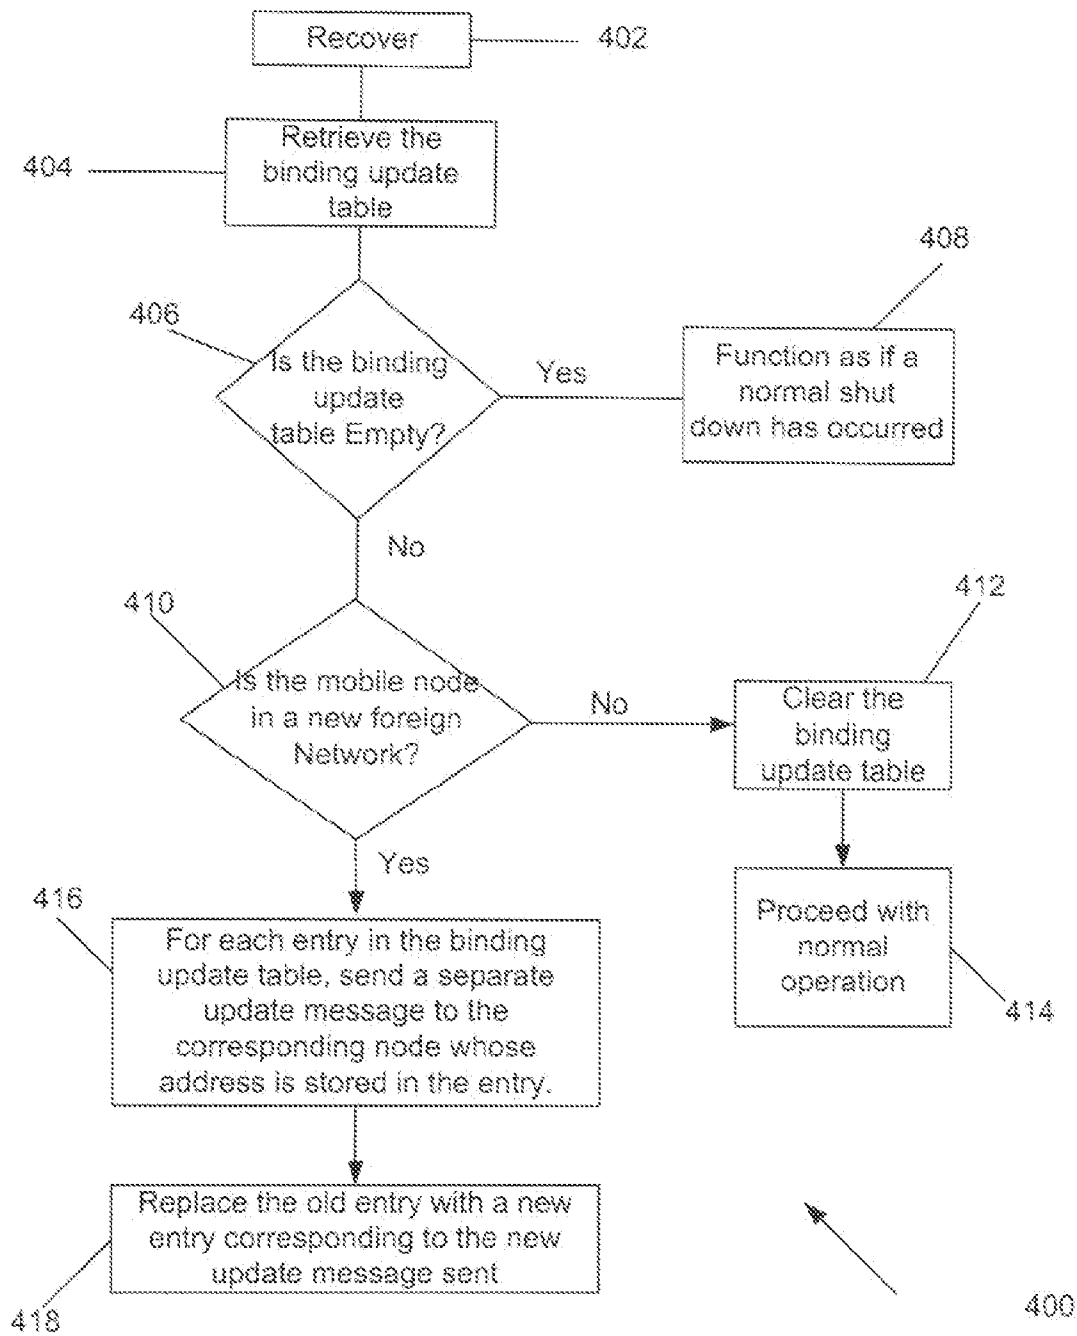 Recover
402
Retrieve the
binding update
table
404
408
406
Is the binding
update
table Empty?
Yes
Function as if a
normal shut
down has occurred
No
412
410
Is the mobile node
in a new foreign
Network?
No
Clear the
binding
update table
Yes
416
For each entry in the binding
update table, send a separate
update message to the
corresponding node whose
address is stored in the entry.
Proceed with
normal
operation
414
Replace the old entry with a new
entry corresponding to the new
update message sent
418
400